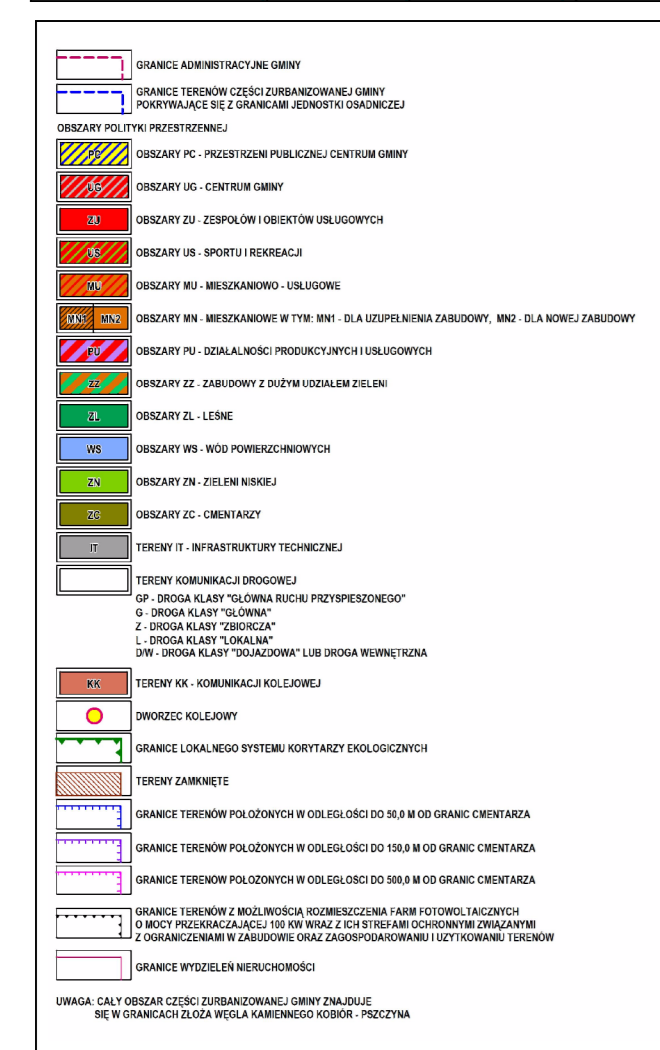 GRANICE ADMINISTRACYJNE GMINY
GRANICE TERENÓW CZĘŚCI ZURBANIZOWANEJ GMINY
POKRYWAJĄCE SIĘ Z GRANICAMI JEDNOSTKI OSADNICZEJ
OBSZARY POLITYKI PRZESTRZENNEJ
PC OBSZARY PC - PRZESTRZENI PUBLICZNEJ CENTRUM GMINY
UG OBSZARY UG - CENTRUM GMINY
ZU OBSZARY ZU - ZESPOŁÓW I OBIEKTÓW USŁUGOWYCH
US OBSZARY US - SPORTU I REKREACJI
MU OBSZARY MU - MIESZKANIOWO - USŁUGOWE
MN1 MN2 OBSZARY MN - MIESZKANIOWE W TYM: MN1 - DLA UZUPEŁNIENIA ZABUDOWY, MN2 - DLA NOWEJ ZABUDOWY
PU OBSZARY PU - DZIAŁALNOŚCI PRODUKCYJNYCH I USŁUGOWYCH
ZZ OBSZARY ZZ - ZABUDOWY Z DUŻYM UDZIAŁEM ZIELENI
ZL OBSZARY ZL - LEŚNE
WS OBSZARY WS - WÓD POWIERZCHNIOWYCH
ZN OBSZARY ZN - ZIELENI NISKIEJ
ZC OBSZARY ZC - CMENTARZY
IT TERENY IT - INFRASTRUKTURY TECHNICZNEJ
TERENY KOMUNIKACJI DROGOWEJ
GP - DROGA KLASY "GŁÓWNA RUCHU PRZYSPIESZONEGO"
G - DROGA KLASY "GŁÓWNA"
Z - DROGA KLASY "ZBIORCZA"
L - DROGA KLASY "LOKALNA"
D/W - DROGA KLASY "DOJAZDOWA" LUB DROGA WEWNĘTRZNA
KK TERENY KK - KOMUNIKACJI KOLEJOWEJ
DWORZEC KOLEJOWY
GRANICE LOKALNEGO SYSTEMU KORYTARZY EKOLOGICZNYCH
TERENY ZAMKNIĘTE
GRANICE TERENÓW POŁOŻONYCH W ODLEGŁOŚCI DO 50,0 M OD GRANIC CMENTARZA
GRANICE TERENÓW POŁOŻONYCH W ODLEGŁOŚCI DO 150,0 M OD GRANIC CMENTARZA
GRANICE TERENÓW POŁOZONYCH W ODLEGŁOŚCI DO 500,0 M OD GRANIC CMENTARZA
GRANICE TERENÓW Z MOŻLIWOŚCIĄ ROZMIESZCZENIA FARM FOTOWOLTAICZNYCH
O MOCY PRZEKRACZAJĄCEJ 100 KW WRAZ Z ICH STREFAMI OCHRONNYMI ZWIĄZANYMI
Z OGRANICZENIAMI W ZABUDOWIE ORAZ ZAGOSPODAROWANIU I UZYTKOWANIU TERENÓW
GRANICE WYDZIELEŃ NIERUCHOMOŚCI
UWAGA: CAŁY OBSZAR CZĘŚCI ZURBANIZOWANEJ GMINY ZNAJDUJE
SIĘ W GRANICACH ZŁOŻA WĘGLA KAMIENNEGO KOBIÓR - PSZCZYNA